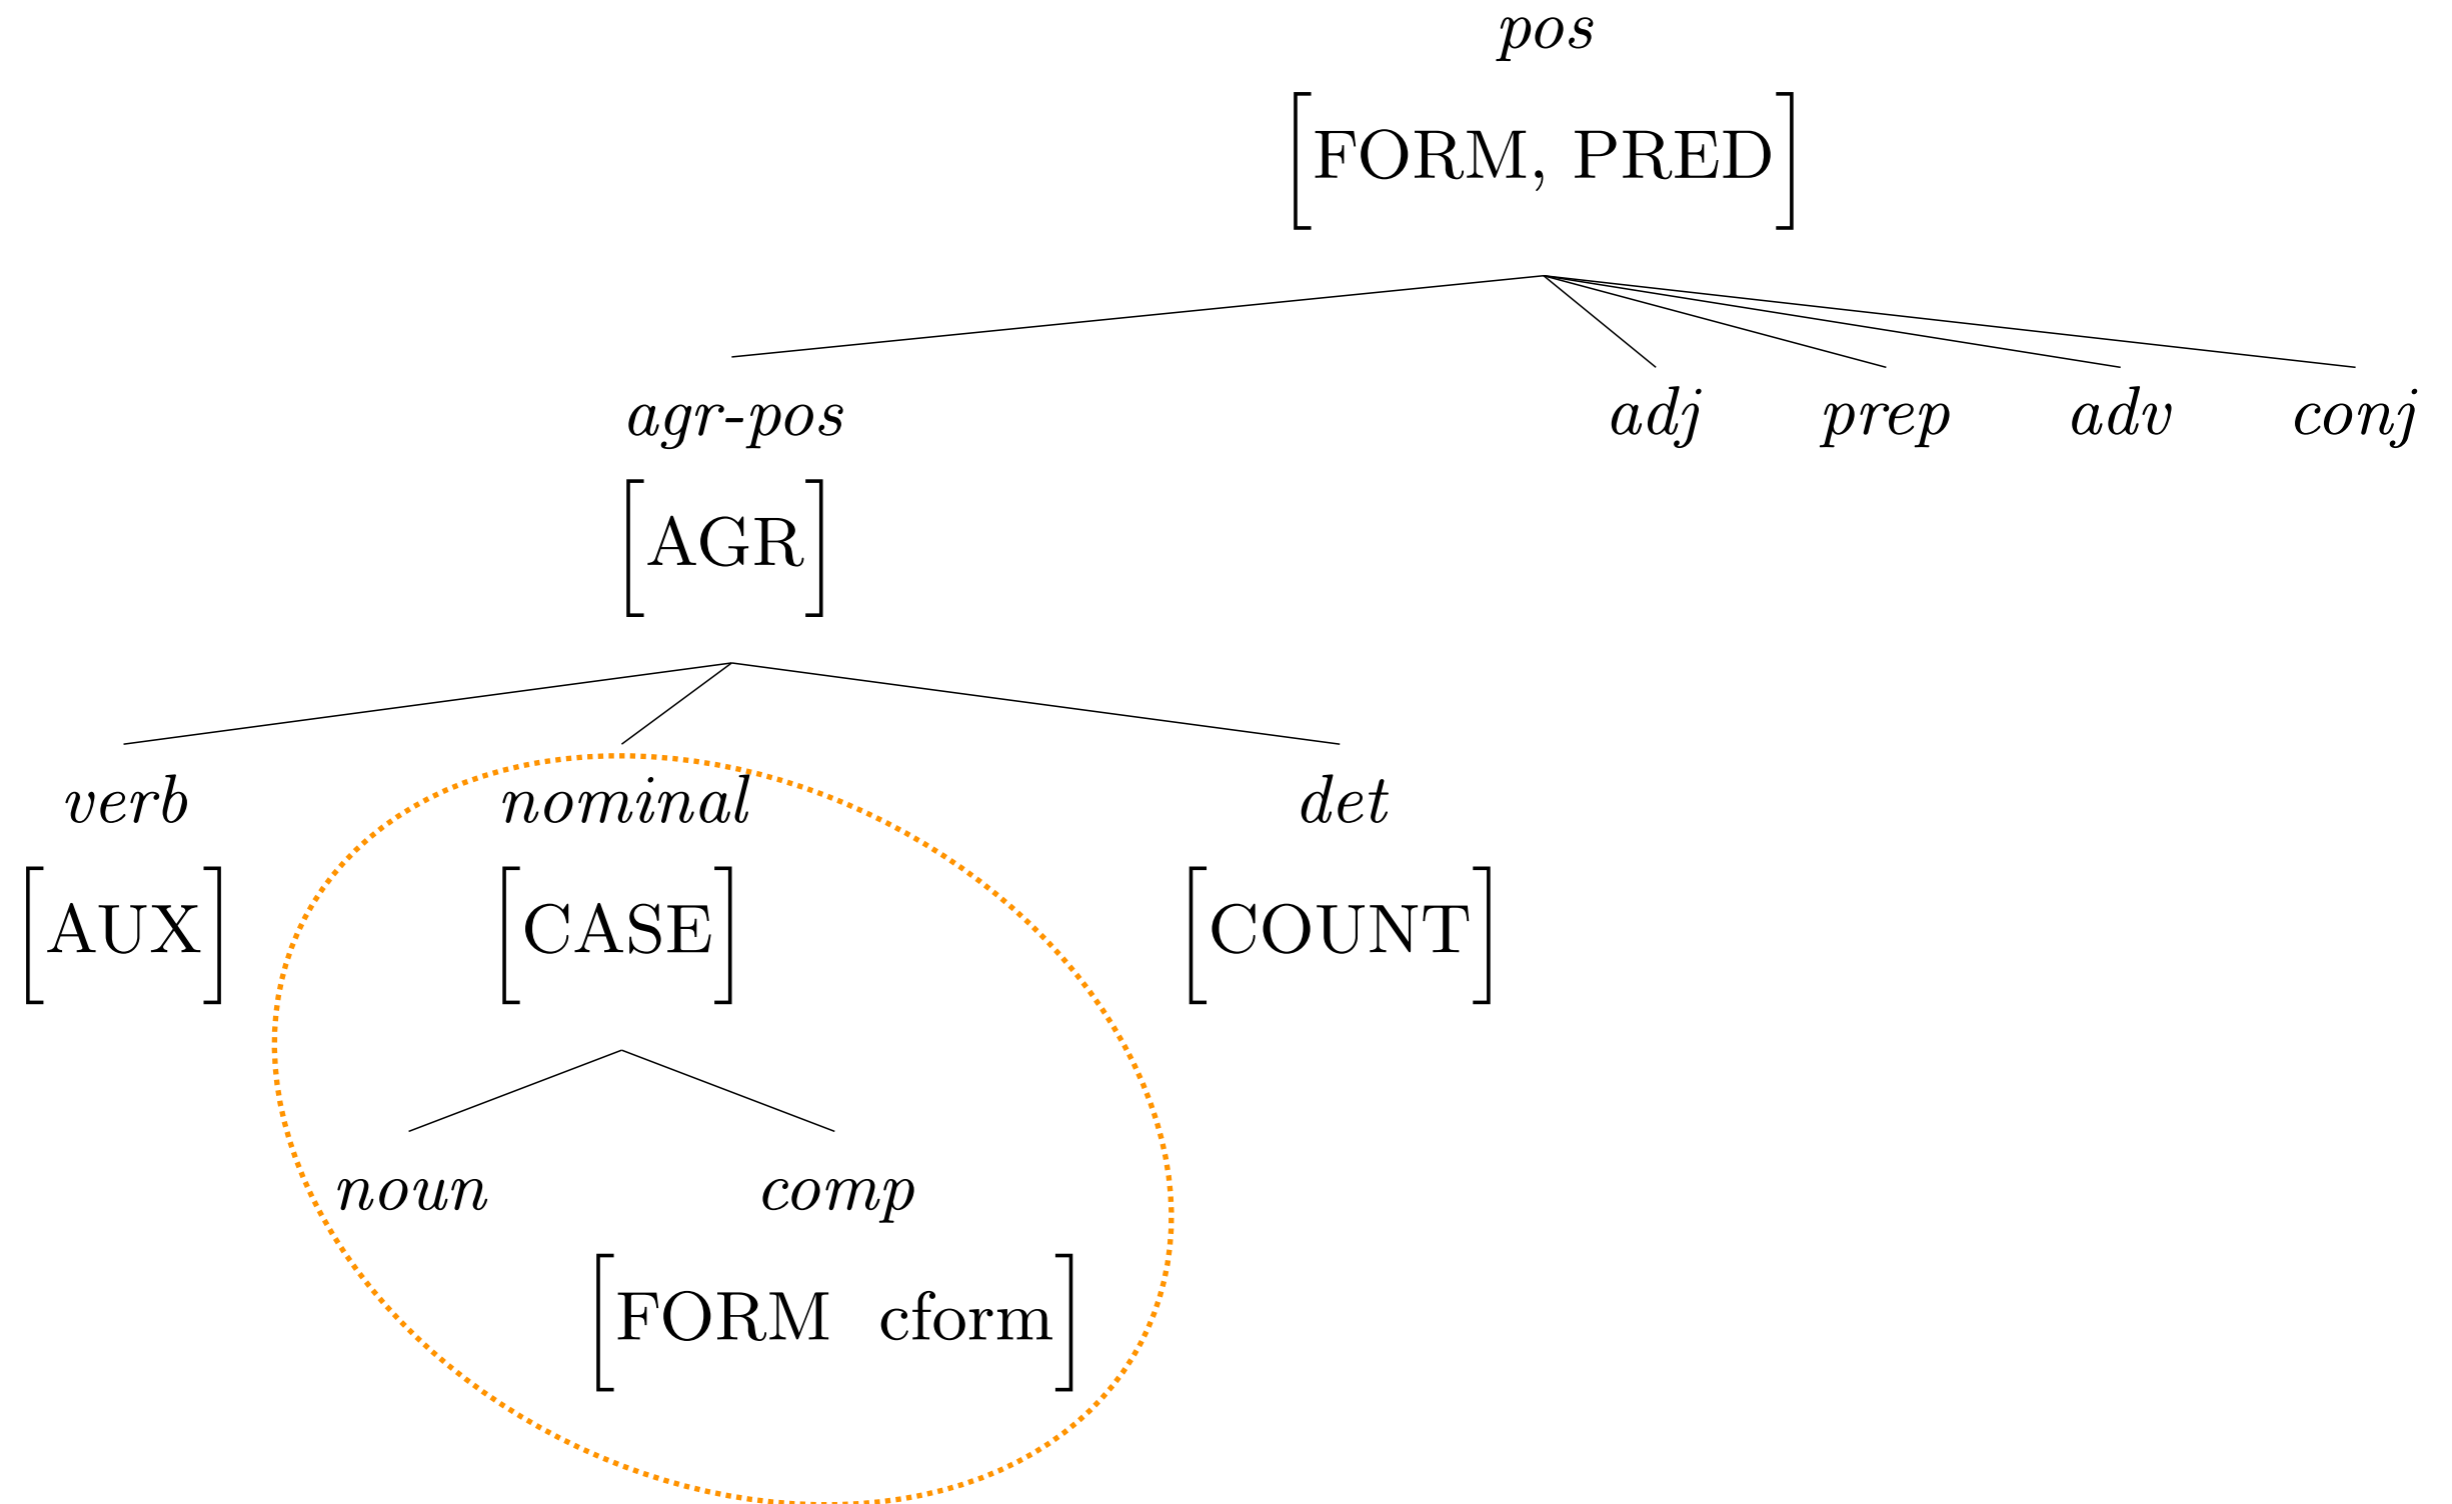 pos
[FORM, PRED]
agr-pos adj prep adv conj
[AGR]
verb nominal det
[AUX] [CASE] [COUNT]
noun comp
[FORM cform]